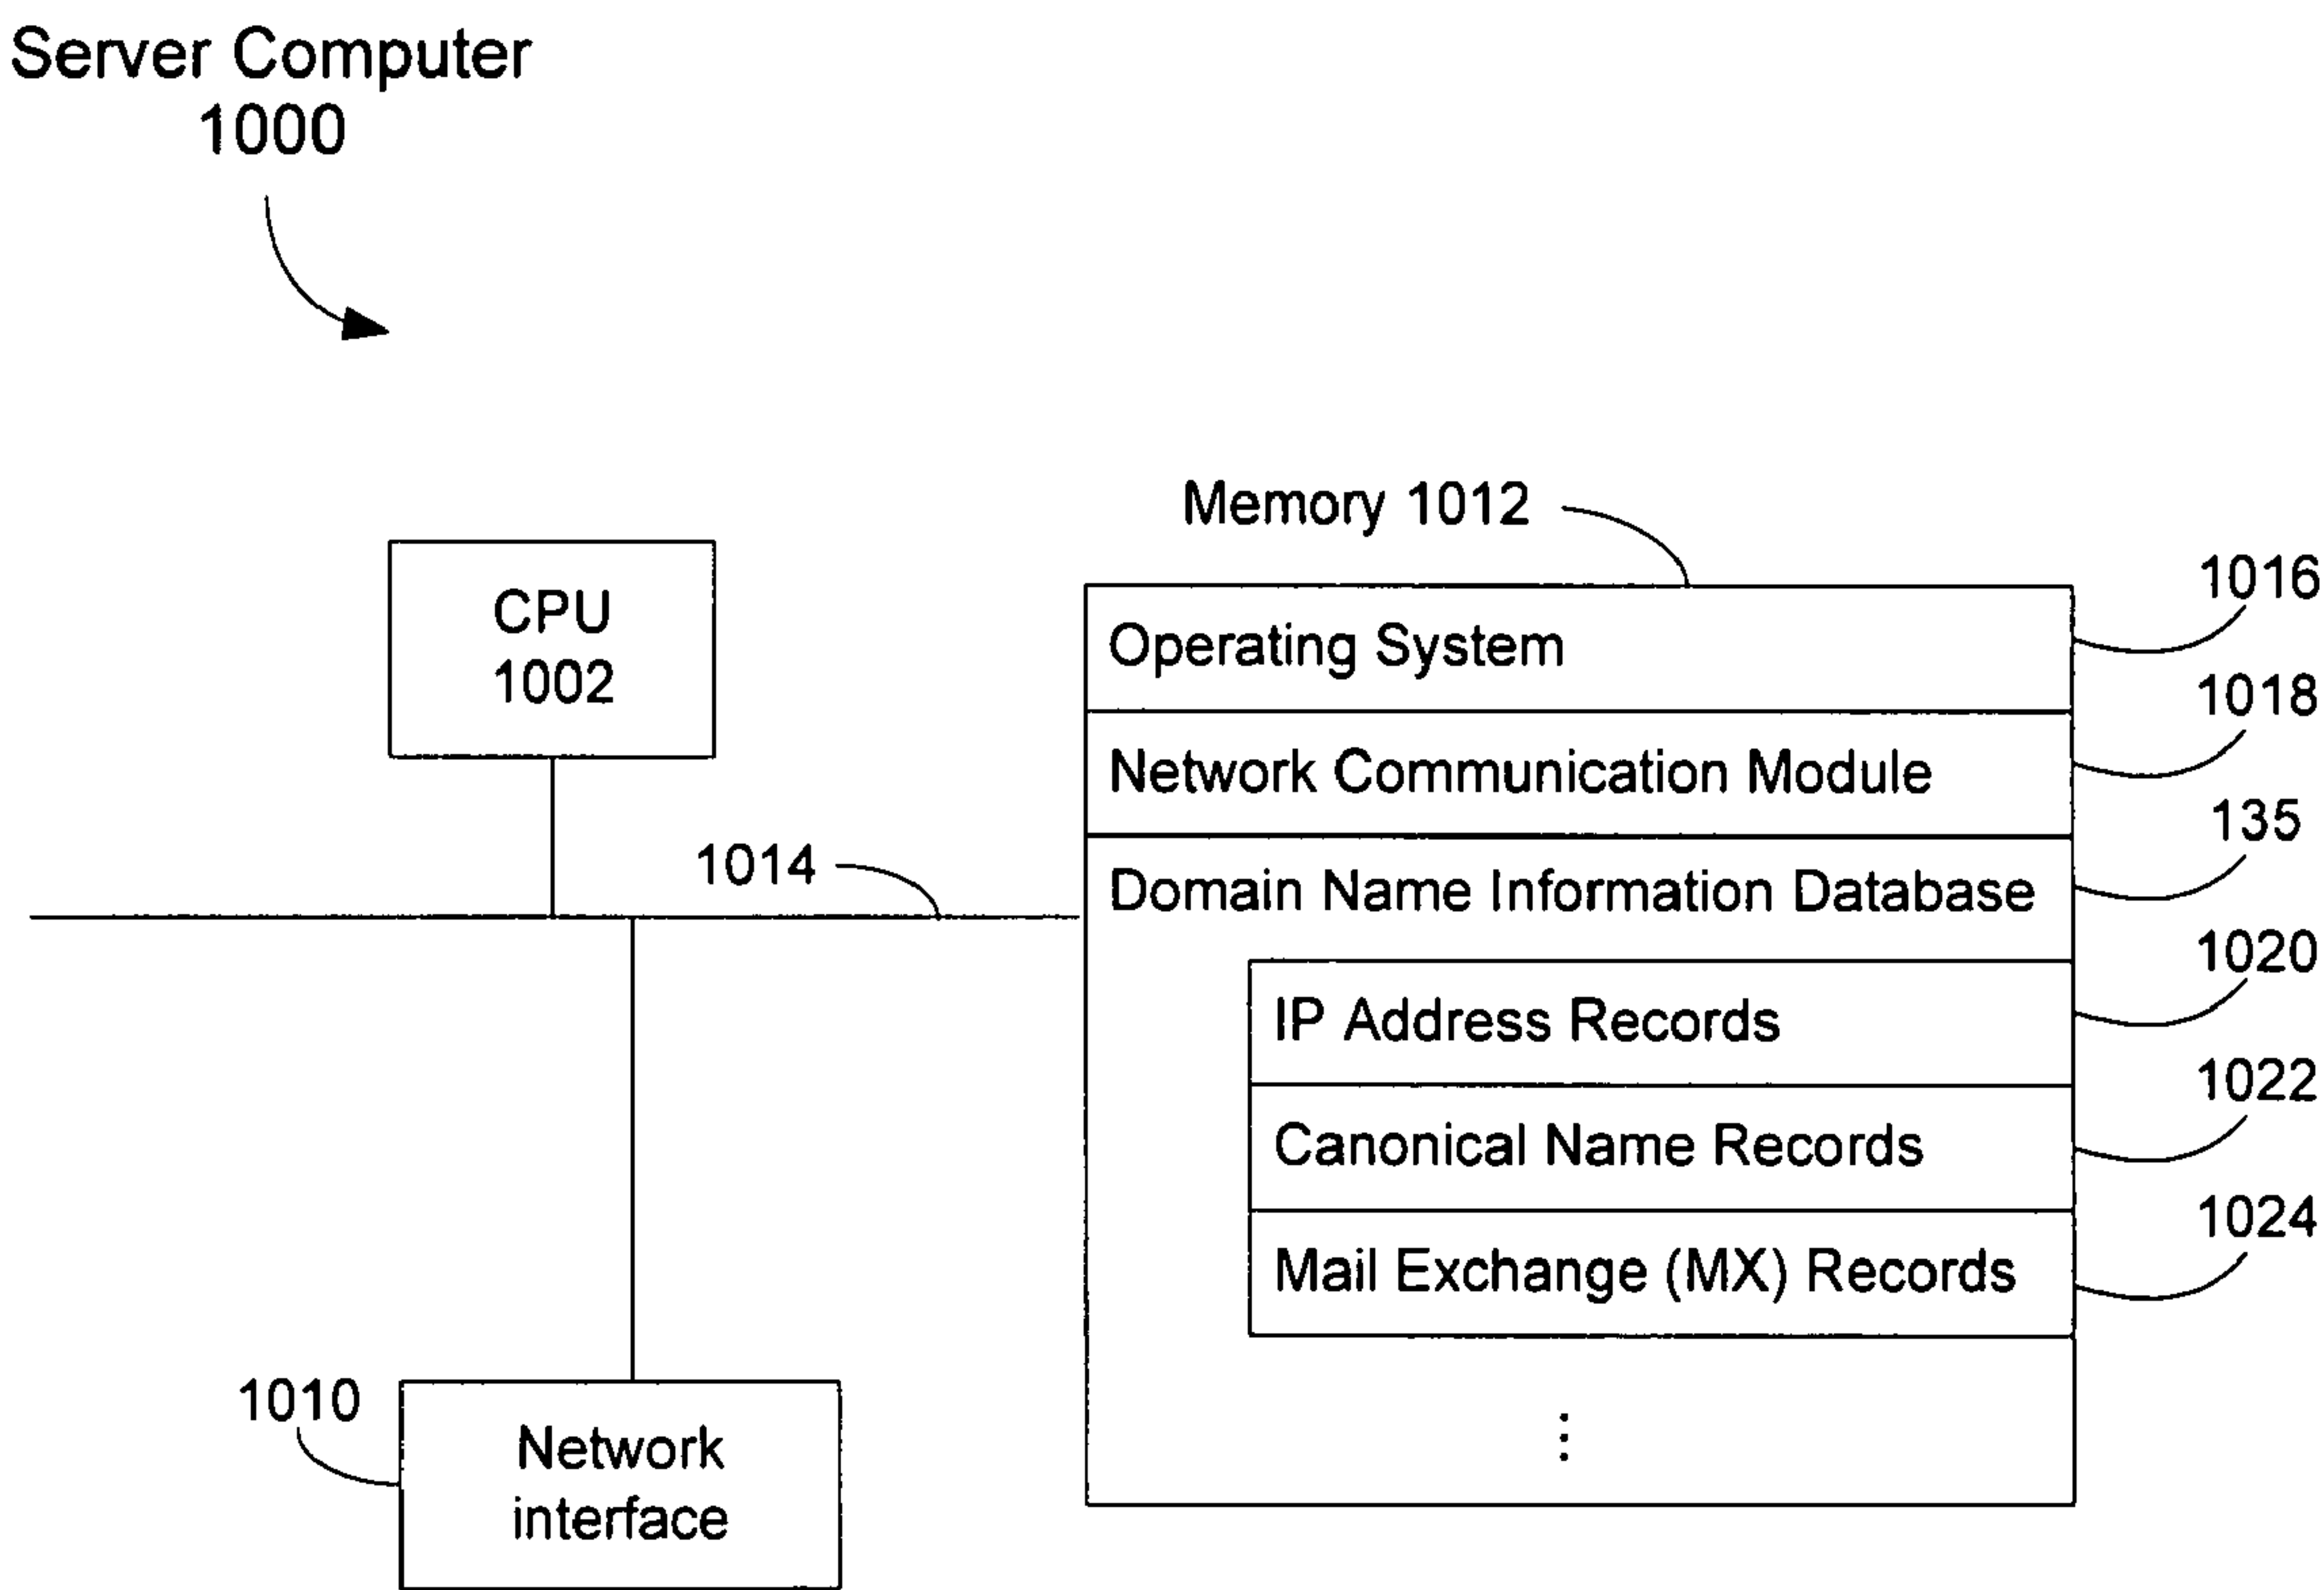 Server Computer
1000
Memory 1012
CPU
1002
1016
Operating System
1018
Network Communication Module
135
1014
Domain Name Information Database
1020
IP Address Records
1022
Canonical Name Records
1024
Mail Exchange (MX) Records
1010
Network
interface